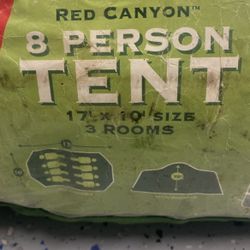 RED CANYON™
8 PERSON
TENT
17' x 10' SIZE
3 ROOMS